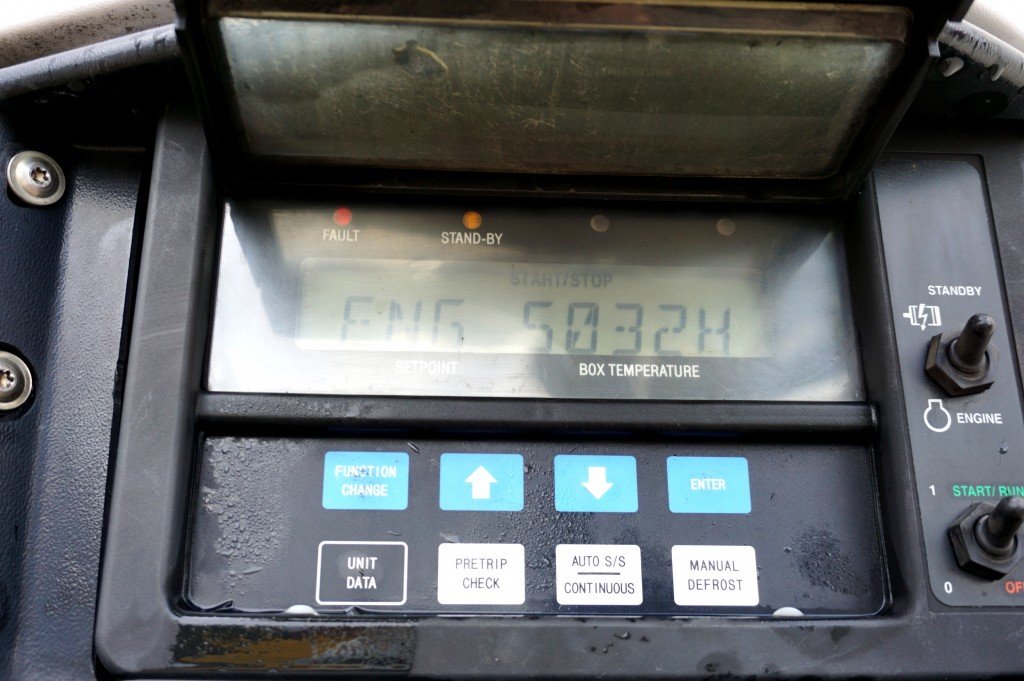 FAULT
STAND-BY
START/STOP
ENG 5032H
SETPOINT
BOX TEMPERATURE
STANDBY
ENGINE
FUNCTION
CHANGE
ENTER
1 START/RUN
UNIT
DATA
PRETRIP
CHECK
AUTO S/S
CONTINUOUS
MANUAL
DEFROST
0 OF